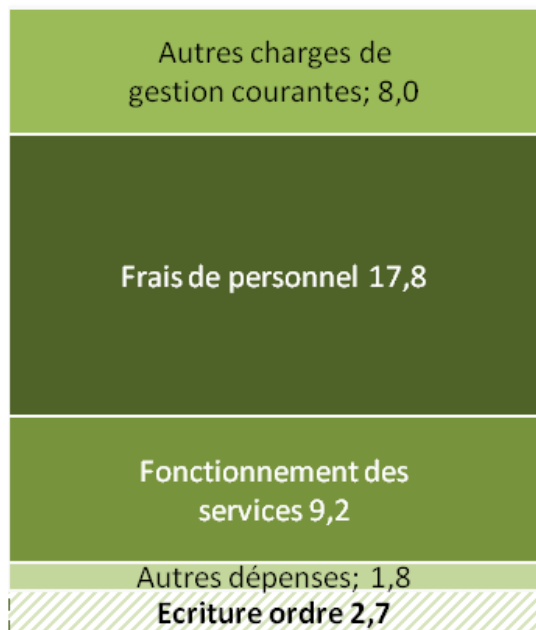 Autres charges de
gestion courantes; 8,0
Frais de personnel 17,8
Fonctionnement des
services 9,2
Autres dépenses; 1,8
Ecriture ordre 2,7